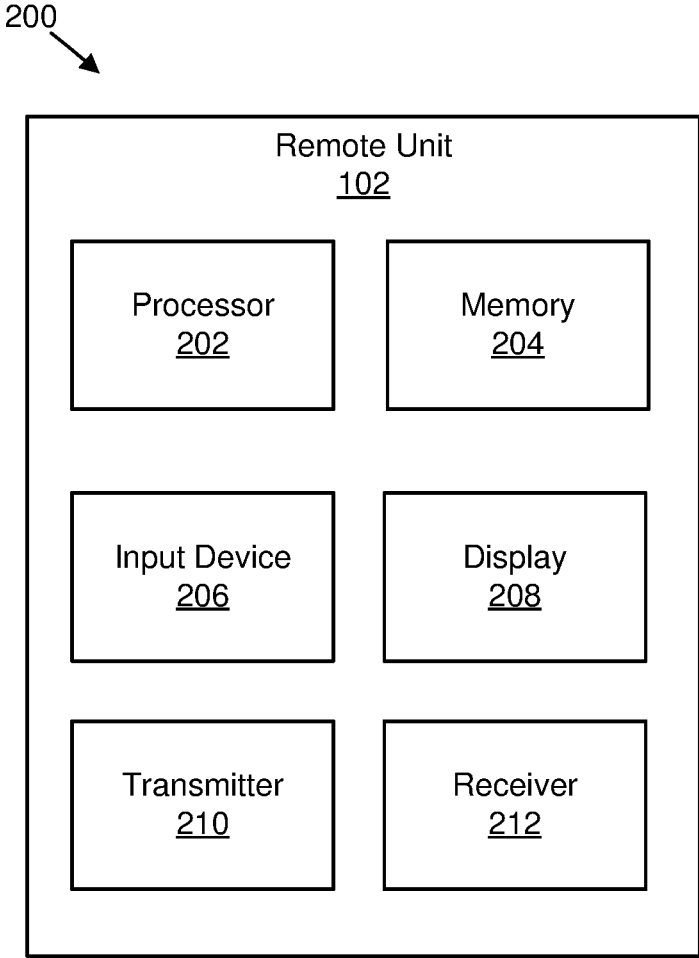 200
Remote Unit
102
Processor
202
Memory
204
Input Device
206
Display
208
Transmitter
210
Receiver
212